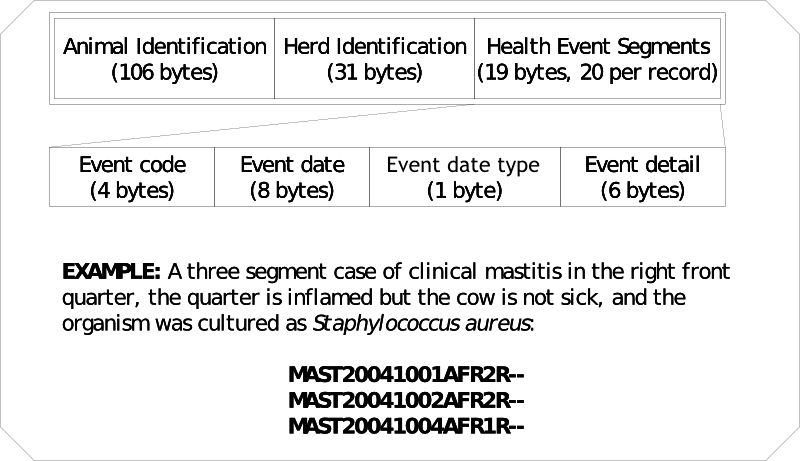 Animal Identification Herd Identification Health Event Segments
(106 bytes) (31 bytes) (19 bytes, 20 per record)
Event code Event date Event date type Event detail
(4 bytes) (8 bytes) (1 byte) (6 bytes)
EXAMPLE: A three segment case of clinical mastitis in the right front
quarter, the quarter is inflamed but the cow is not sick, and the
organism was cultured as Staphylococcus aureus:
MAST20041001AFR2R--
MAST20041002AFR2R--
MAST20041004AFR1R--